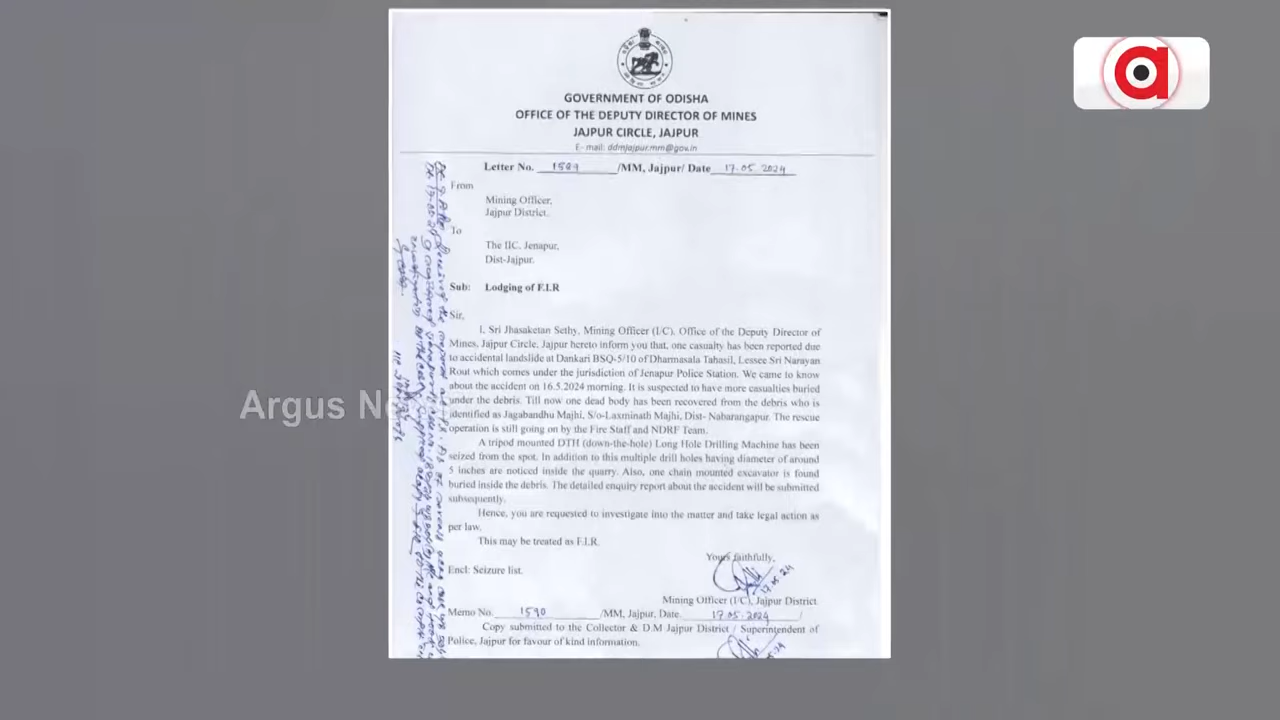 GOVERNMENT OF ODISHA
OFFICE OF THE DEPUTY DIRECTOR OF MINES
JAJPUR CIRCLE, JAJPUR
E- mail: ddmjajpur.mm@gov.in
Letter No. 1589 /MM, Jajpur/ Date 17.05.2024
From
Mining Officer,
Jajpur District.
To
The IIC, Jenapur,
Dist-Jajpur.
Sub: Lodging of F.I.R
Sir,
I, Sri Jhasaketan Sethy, Mining Officer (I/C), Office of the Deputy Director of
Mines, Jajpur Circle, Jajpur hereto inform you that, one casualty has been reported due
to accidental landslide at Dankari BSQ-5/10 of Dharmasala Tahasil, Lessee Sri Narayan
Rout which comes under the jurisdiction of Jenapur Police Station. We came to know
about the accident on 16.5.2024 morning. It is suspected to have more casualties buried
under the debris. Till now one dead body has been recovered from the debris who is
identified as Jagabandhu Majhi, S/o-Laxminath Majhi, Dist- Nabarangapur. The rescue
operation is still going on by the Fire Staff and NDRF Team.
A tripod mounted DTH (down-the-hole) Long Hole Drilling Machine has been
seized from the spot. In addition to this multiple drill holes having diameter of around
5 inches are noticed inside the quarry. Also, one chain mounted excavator is found
buried inside the debris. The detailed enquiry report about the accident will be submitted
subsequently.
Hence, you are requested to investigate into the matter and take legal action as
per law.
This may be treated as F.I.R.
Yours faithfully,
17.05.24
Encl: Seizure list.
Mining Officer (I/C), Jajpur District.
Memo No. 1590 /MM, Jajpur, Date. 17.05.2024 /
Copy submitted to the Collector & D.M Jajpur District / Superintendent of
Police, Jajpur for favour of kind information.
Argus Ne
a